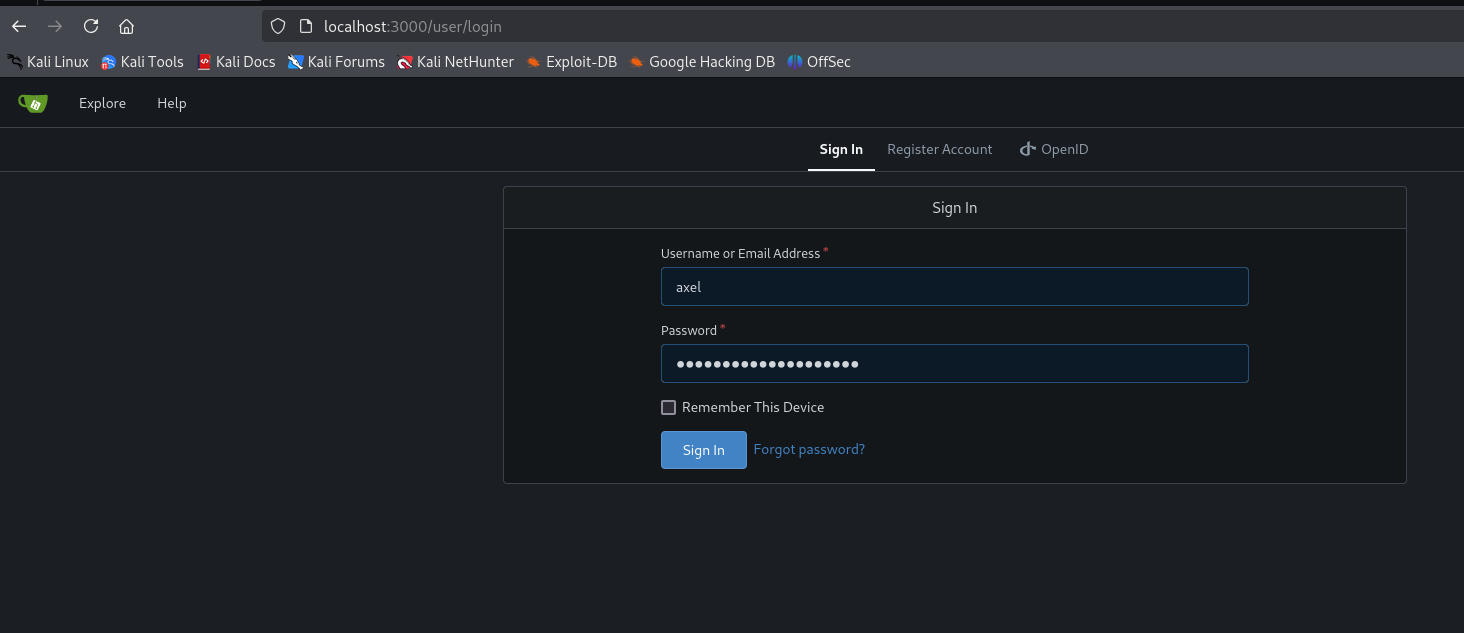 localhost:3000/user/login
Kali Linux Kali Tools Kali Docs Kali Forums Kali NetHunter Exploit-DB Google Hacking DB OffSec
Explore Help
Sign In Register Account OpenID
Sign In
Username or Email Address *
axel
Password *
●●●●●●●●●●●●●●●●●●●●
Remember This Device
Sign In Forgot password?